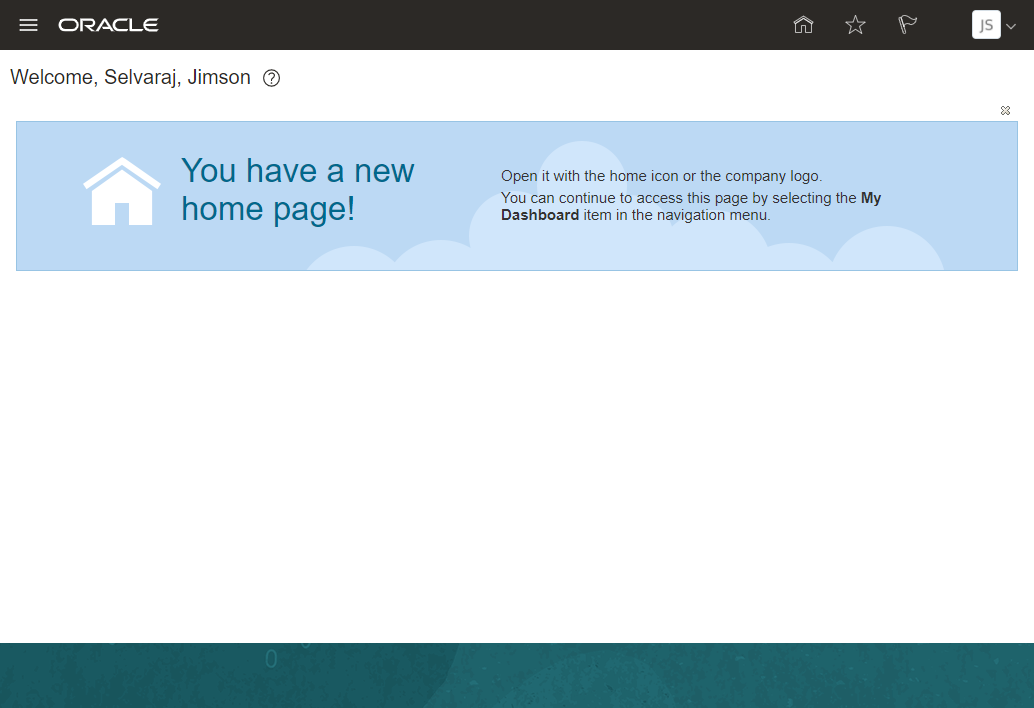 ORACLE
JS
Welcome, Selvaraj, Jimson ?
You have a new
home page!
Open it with the home icon or the company logo.
You can continue to access this page by selecting the My
Dashboard item in the navigation menu.
0